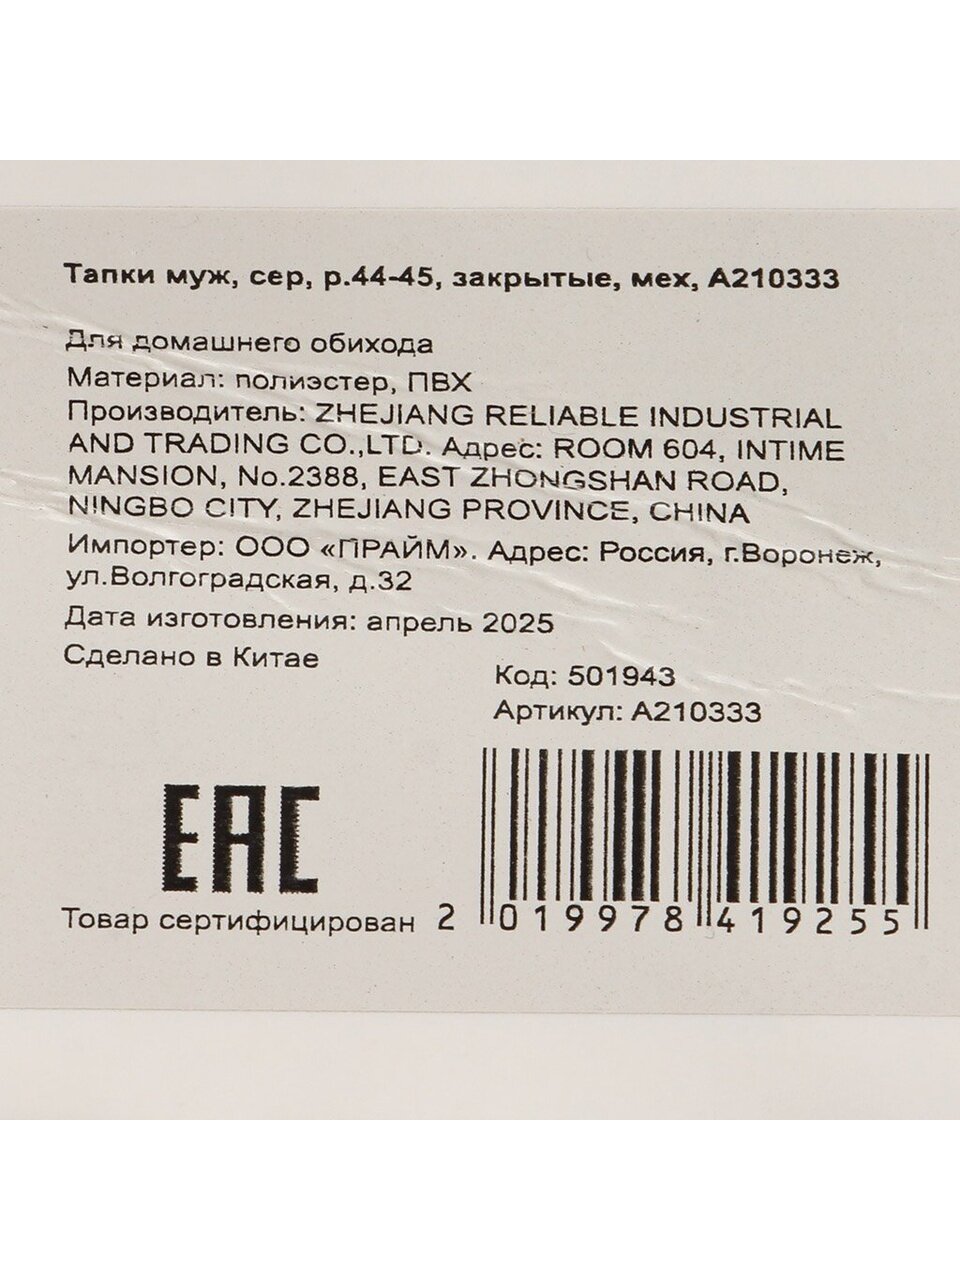 Тапки муж, сер, р.44-45, закрытые, мех, А210333
Для домашнего обихода
Материал: полиэстер, ПВХ
Производитель: ZHEJIANG RELIABLE INDUSTRIAL
AND TRADING CO.,LTD. Адрес: ROOM 604, INTIME
MANSION, No.2388, EAST ZHONGSHAN ROAD,
NINGBO CITY, ZHEJIANG PROVINCE, CHINA
Импортер: ООО «ПРАЙМ». Адрес: Россия, г.Воронеж,
ул.Волгоградская, д.32
Дата изготовления: апрель 2025
Сделано в Китае
Код: 501943
Артикул: А210333
EAC
Товар сертифицирован
2 019978 419255